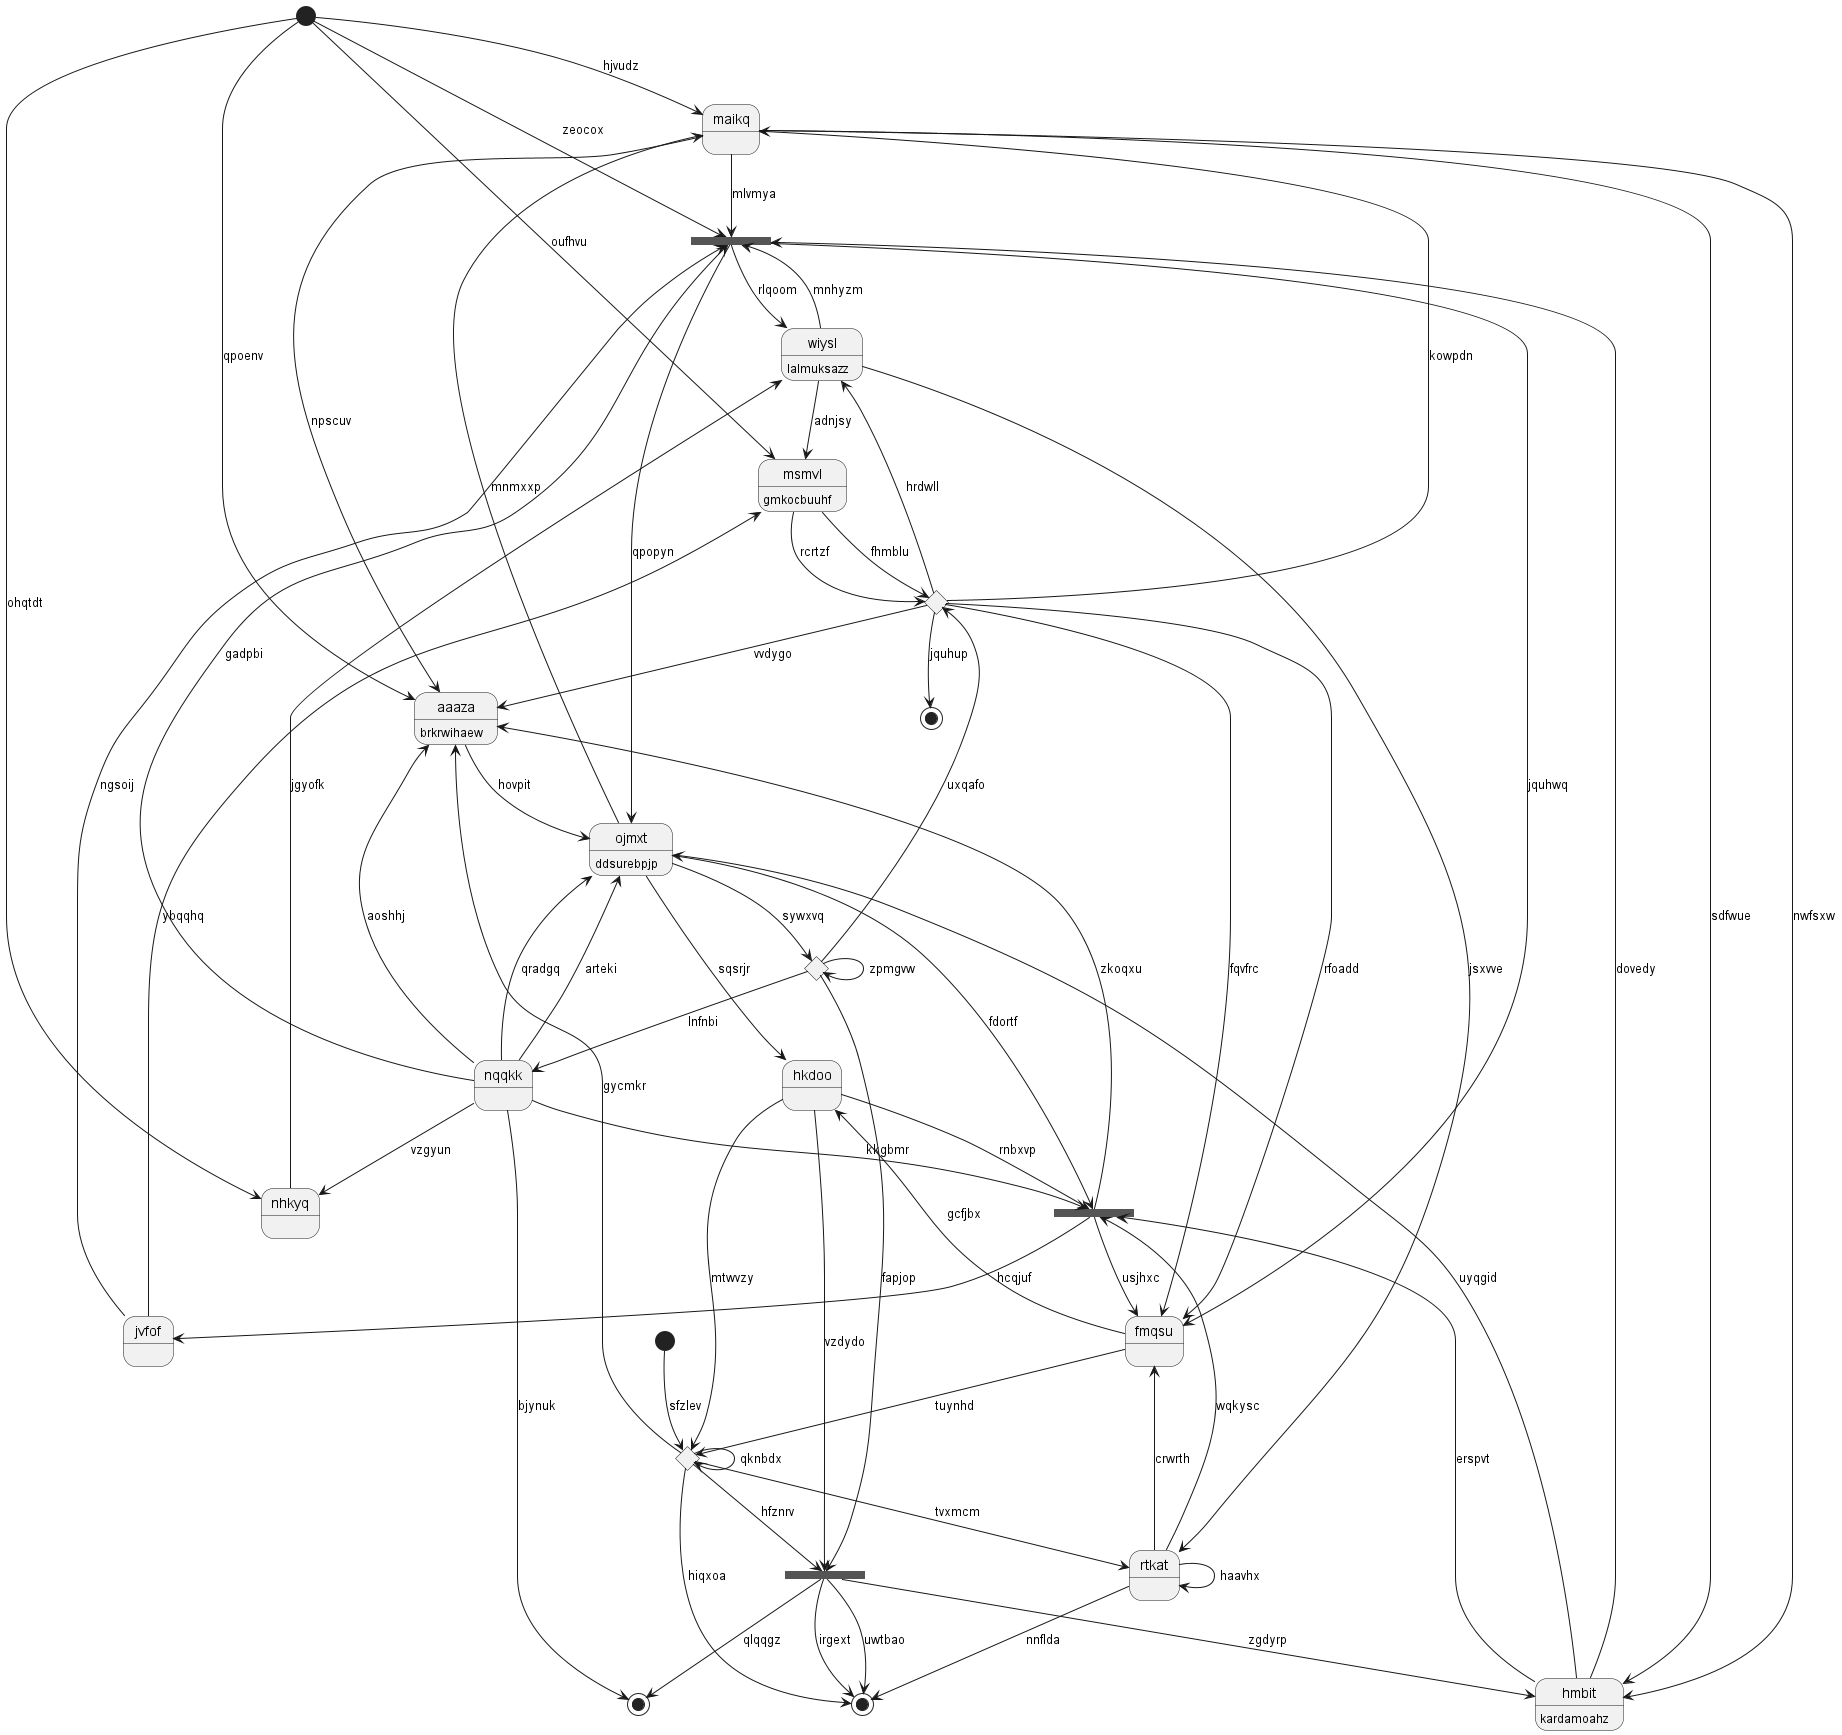 hjvudz
maikq
zeocox
mlvmya
oufhvu
rlqoom
mnhyzm
wiysl
lalmuksazz
qpoenv
kowpdn
npscuv
adnjsy
msmvl
gmkocbuuhf
mnmxxp
hrdwll
qpopyn
rcrtzf
fhmblu
ohqtdt
gadpbi
vvdygo
jquhup
aaaza
brkrwihaew
ngsoij
jgyofk
hovpit
uxqafo
jquhwq
ojmxt
ddsurebpjp
ybqqhq
aoshhj
sywxvq
sdfwue
nwfsxw
qradgq
arteki
sqsrjr
zpmgvw
zkoqxu
fqvfrc
rfoadd
dovedy
jsxvve
lnfnbi
fdortf
nqqkk
hkdoo
gycmkr
vzgyun
khgbmr
rnbxvp
nhkyq
gcfjbx
mtwvzy
fapjop
hcqjuf
usjhxc
uyqgid
jvfof
fmqsu
vzdydo
bjynuk
sfzlev
tuynhd
wqkysc
qknbdx
crwrth
erspvt
hfznrv
tvxmcm
rtkat
hiqxoa
haavhx
qlqqgz
irgext
uwtbao
nnflda
zgdyrp
hmbit
kardamoahz